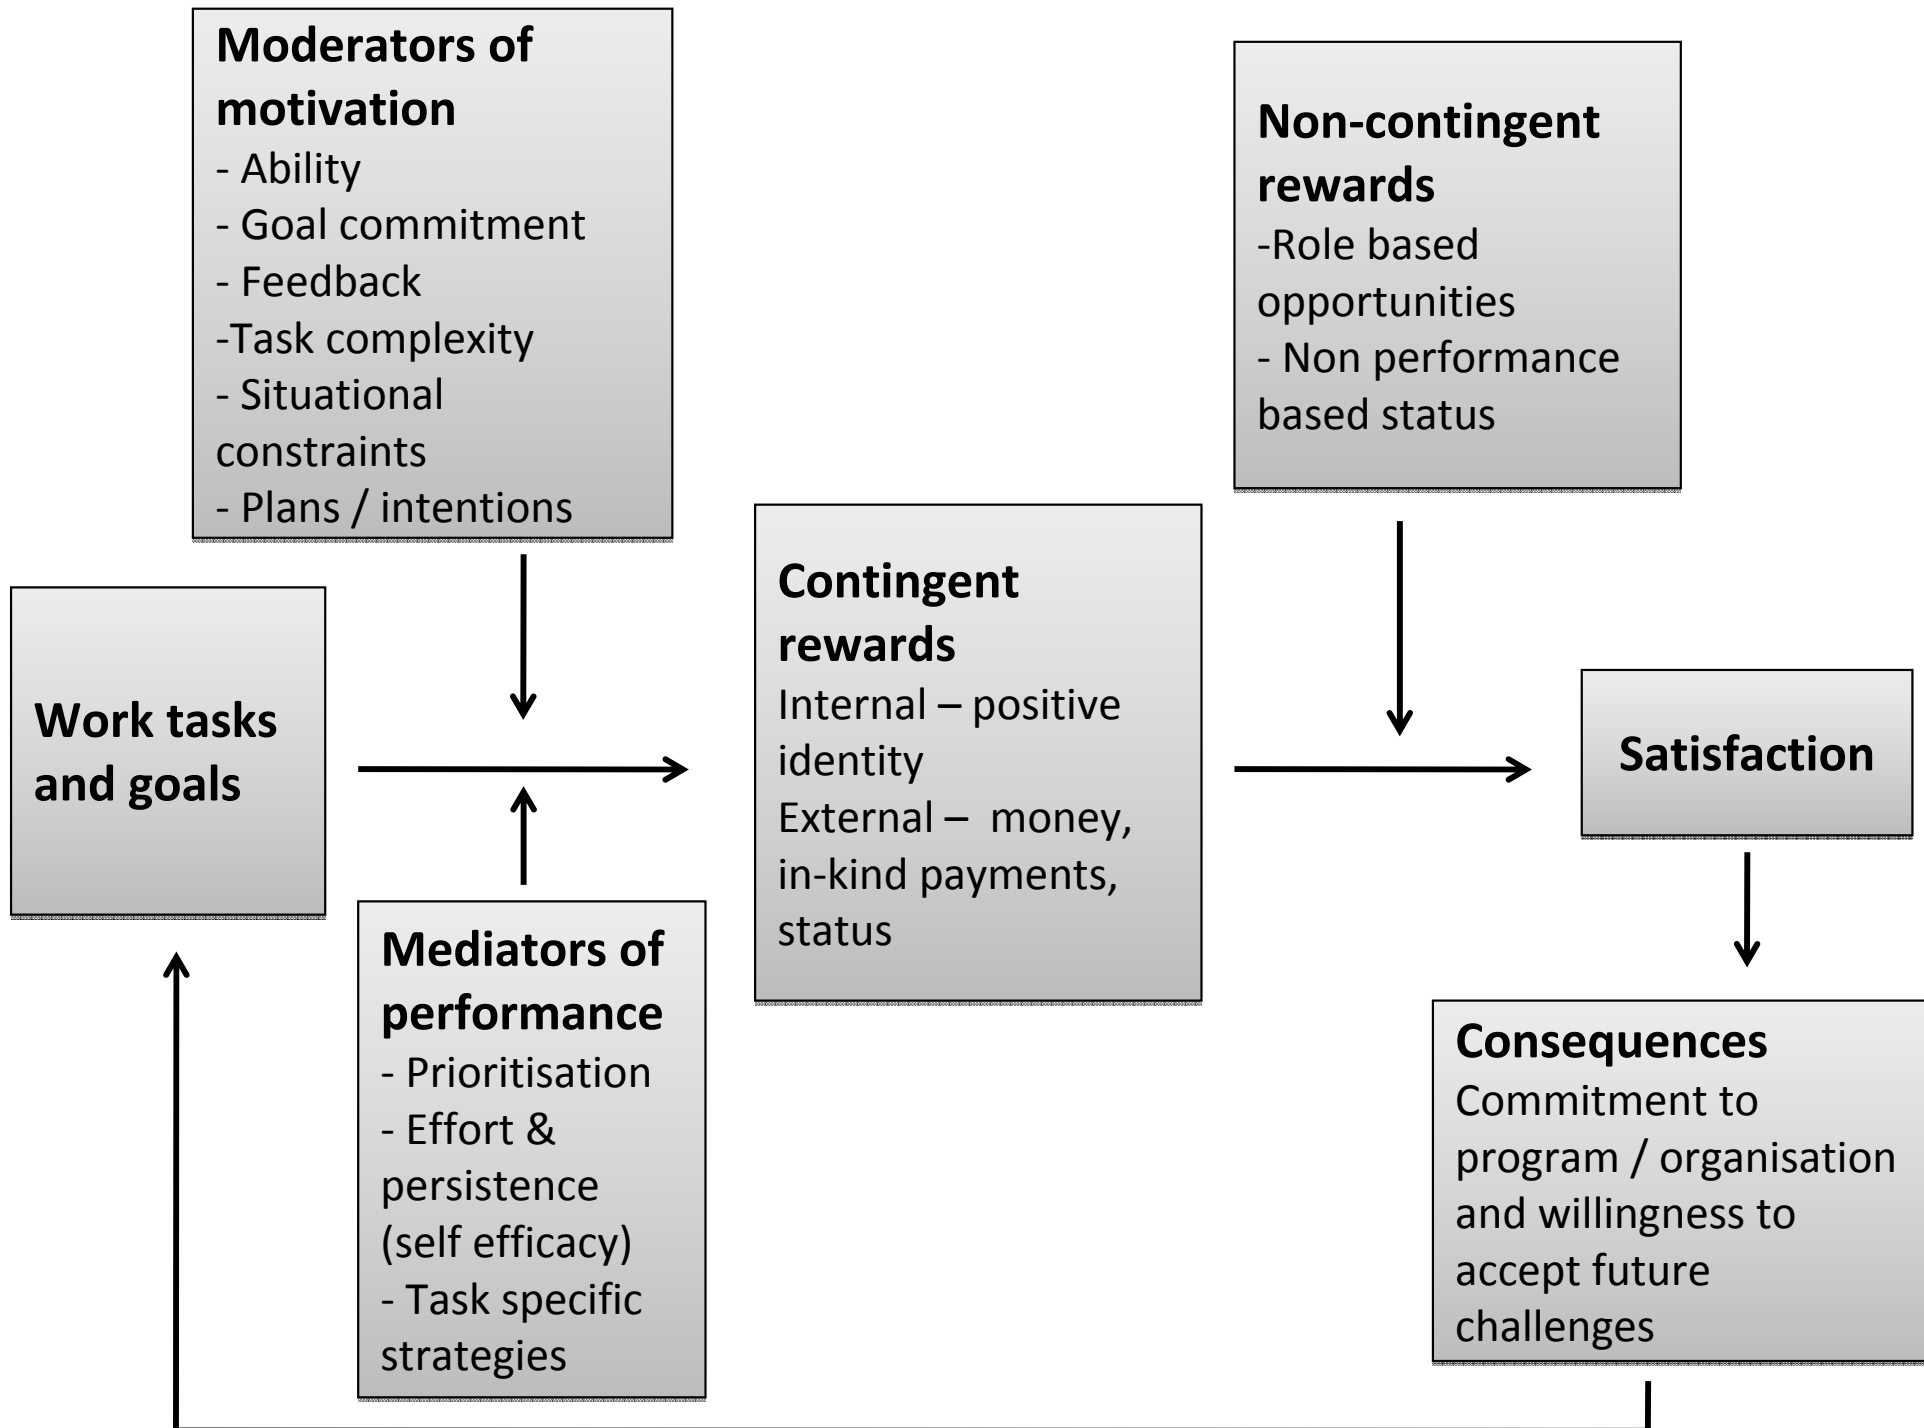 Moderators of
motivation
- Ability
- Goal commitment
- Feedback
-Task complexity
- Situational
constraints
- Plans / intentions
Non-contingent
rewards
-Role based
opportunities
- Non performance
based status
Work tasks
and goals
Contingent
rewards
Internal – positive
identity
External –  money,
in-kind payments,
status
Satisfaction
Mediators of
performance
- Prioritisation
- Effort &
persistence
(self efficacy)
- Task specific
strategies
Consequences
Commitment to
program / organisation
and willingness to
accept future
challenges